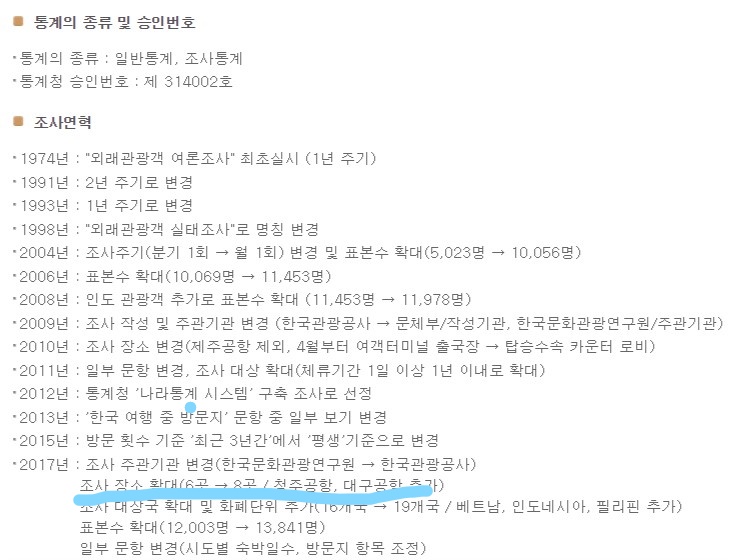 통계의 종류 및 승인번호
통계의 종류 : 일반통계, 조사통계
통계청 승인번호 : 제 314002호
조사연혁
1974년 : "외래관광객 여론조사" 최초실시 (1년 주기)
1991년 : 2년 주기로 변경
1993년 : 1년 주기로 변경
1998년 : "외래관광객 실태조사"로 명칭 변경
2004년 : 조사주기(분기 1회 → 월 1회) 변경 및 표본수 확대(5,023명 → 10,056명)
2006년 : 표본수 확대(10,069명 → 11,453명)
2008년 : 인도 관광객 추가로 표본수 확대 (11,453명 → 11,978명)
2009년 : 조사 작성 및 주관기관 변경 (한국관광공사 → 문체부/작성기관, 한국문화관광연구원/주관기관)
2010년 : 조사 장소 변경(제주공항 제외, 4월부터 여객터미널 출국장 → 탑승수속 카운터 로비)
2011년 : 일부 문항 변경, 조사 대상 확대(체류기간 1일 이상 1년 이내로 확대)
2012년 : 통계청 '나라통계 시스템' 구축 조사로 선정
2013년 : '한국 여행 중 방문지' 문항 중 일부 보기 변경
2015년 : 방문 횟수 기준 '최근 3년간'에서 '평생'기준으로 변경
2017년 : 조사 주관기관 변경(한국문화관광연구원 → 한국관광공사)
조사 장소 확대(6곳 → 8곳 / 청주공항, 대구공항 추가)
조사 대상국 확대 및 화폐단위 추가(16개국 → 19개국 / 베트남, 인도네시아, 필리핀 추가)
표본수 확대(12,003명 → 13,841명)
일부 문항 변경(시도별 숙박일수, 방문지 항목 조정)